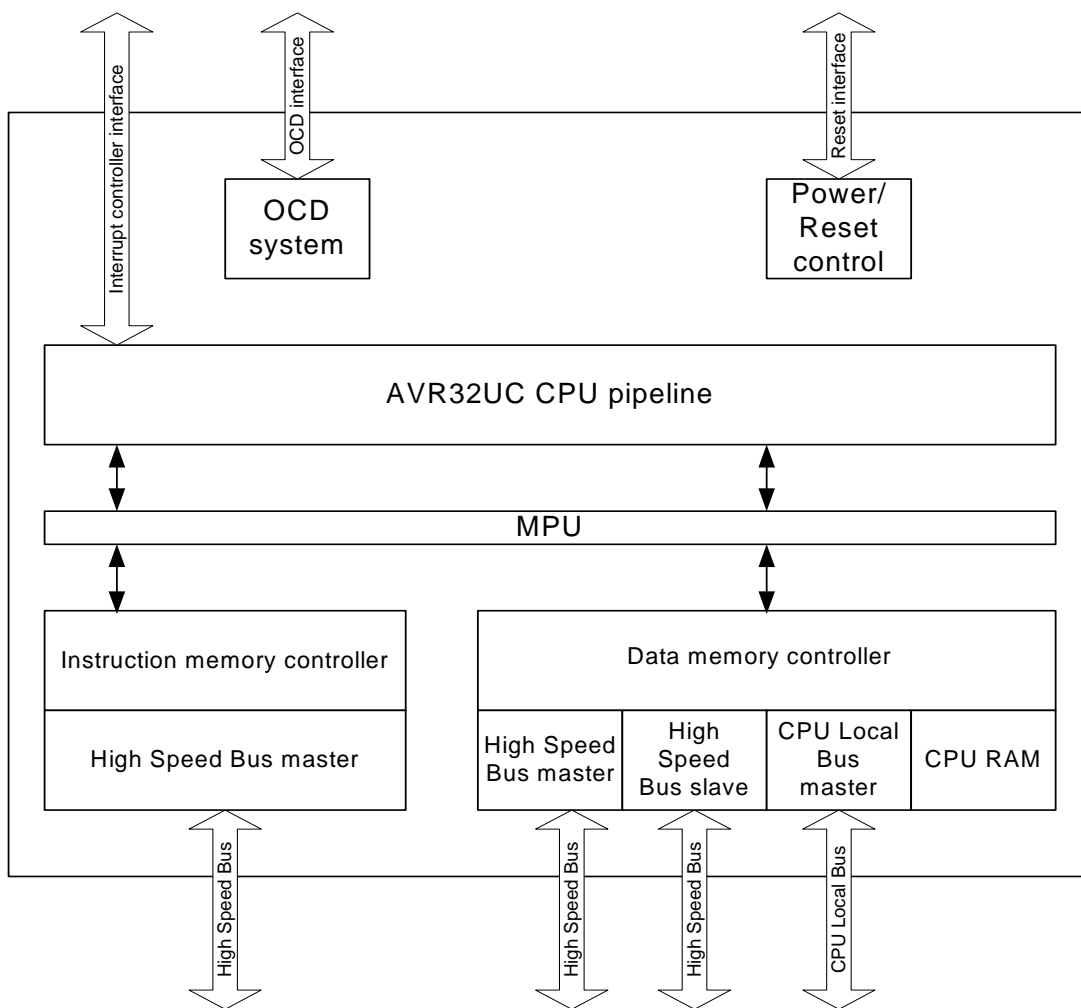 Interrupt controller interface
OCD interface
Reset interface
OCD
system
Power/
Reset
control
AVR32UC CPU pipeline
MPU
Instruction memory controller
High Speed Bus master
Data memory controller
High Speed
Bus master
High
Speed
Bus slave
CPU Local
Bus
master
CPU RAM
High Speed Bus
High Speed Bus
High Speed Bus
CPU Local Bus